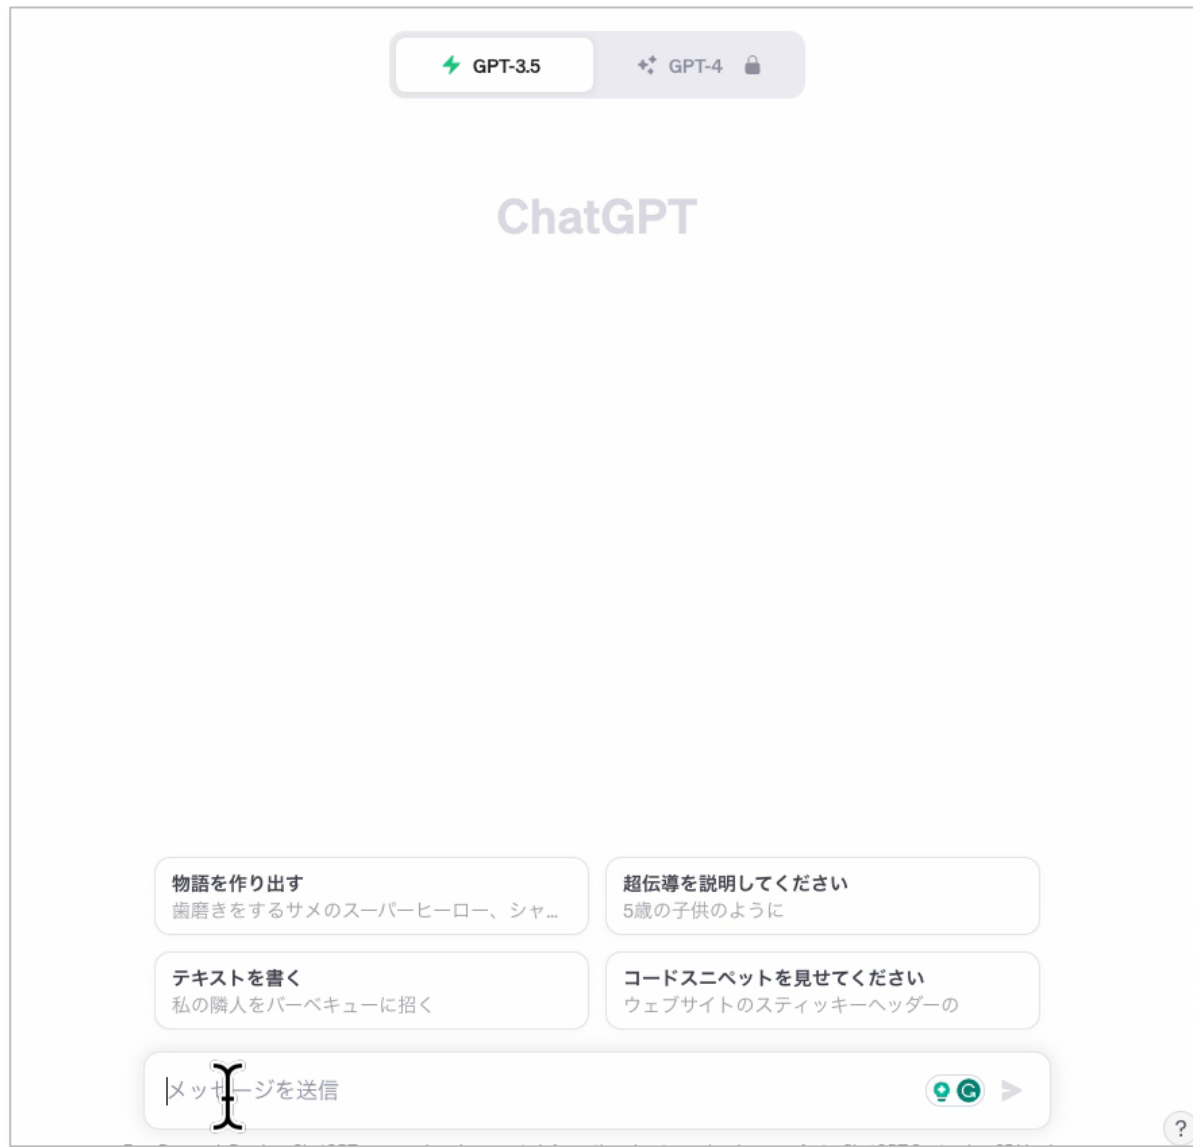 GPT-3.5
GPT-4
ChatGPT
物語を作り出す
歯磨きをするサメのスーパーヒーロー、シャ...
超伝導を説明してください
5歳の子供のように
テキストを書く
私の隣人をバーベキューに招く
コードスニペットを見せてください
ウェブサイトのスティッキーヘッダーの
メッセージを送信
?